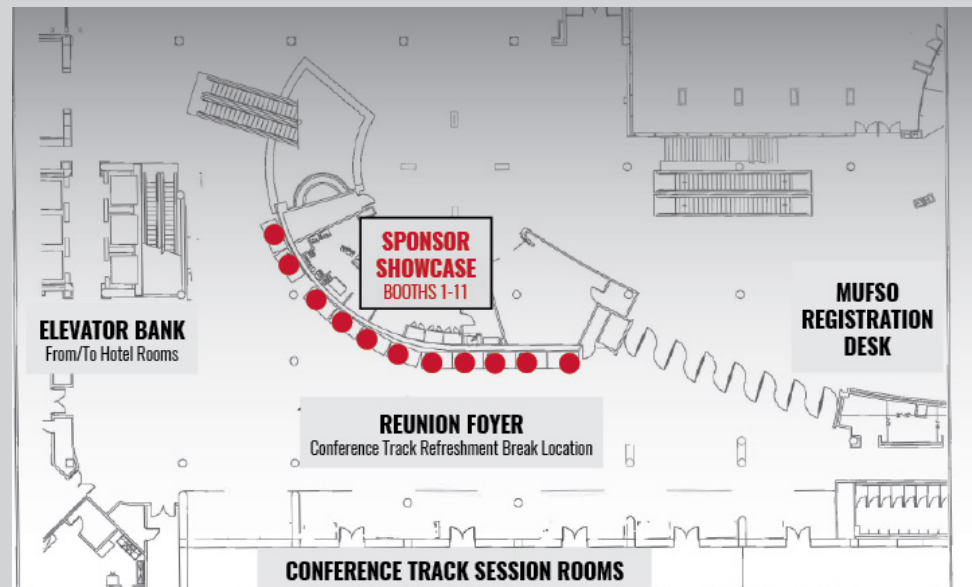 SPONSOR
SHOWCASE
BOOTHS 1-11
ELEVATOR BANK
From/To Hotel Rooms
MUFSO
REGISTRATION
DESK
REUNION FOYER
Conference Track Refreshment Break Location
CONFERENCE TRACK SESSION ROOMS